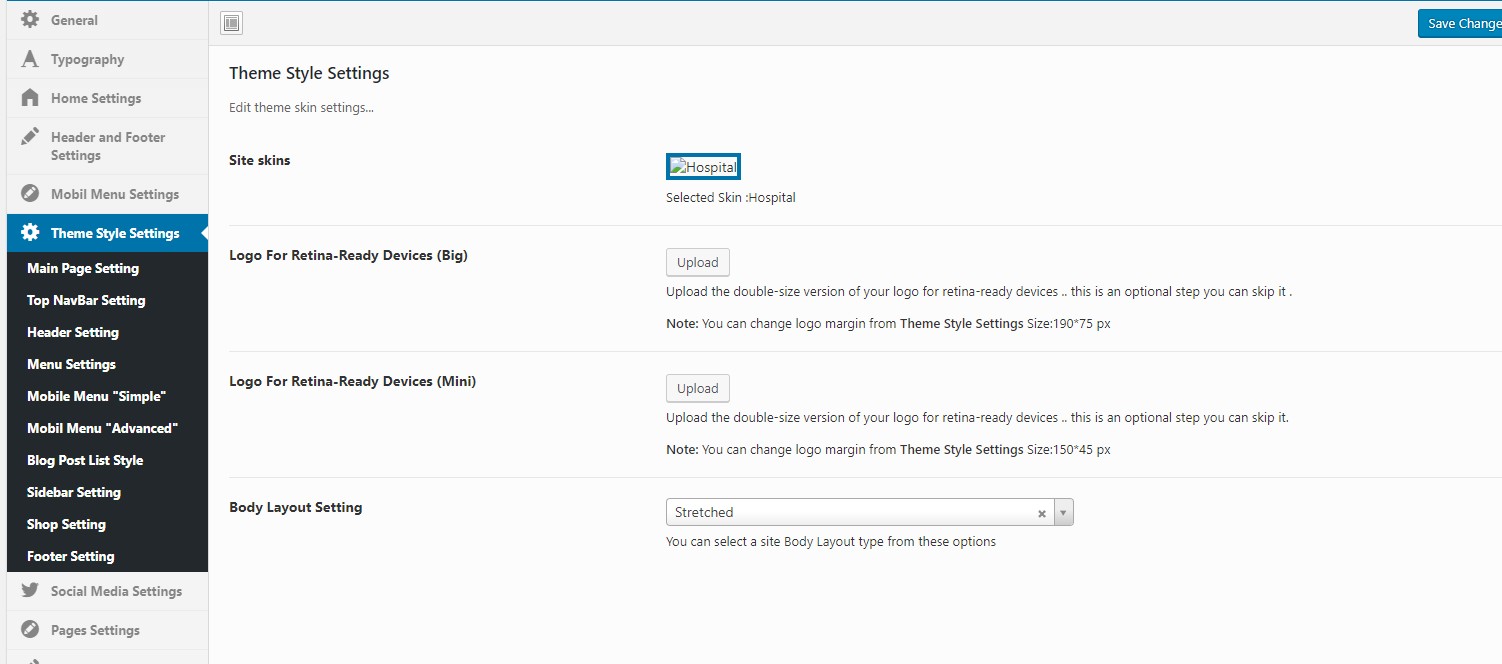 General
Typography
Home Settings
Header and Footer
Settings
Mobil Menu Settings
Theme Style Settings
Main Page Setting
Top NavBar Setting
Header Setting
Menu Settings
Mobile Menu "Simple"
Mobil Menu "Advanced"
Blog Post List Style
Sidebar Setting
Shop Setting
Footer Setting
Social Media Settings
Pages Settings
Save Change
Theme Style Settings
Edit theme skin settings...
Site skins
Hospital
Selected Skin :Hospital
Logo For Retina-Ready Devices (Big)
Upload
Upload the double-size version of your logo for retina-ready devices .. this is an optional step you can skip it .
Note: You can change logo margin from Theme Style Settings Size:190*75 px
Logo For Retina-Ready Devices (Mini)
Upload
Upload the double-size version of your logo for retina-ready devices .. this is an optional step you can skip it.
Note: You can change logo margin from Theme Style Settings Size:150*45 px
Body Layout Setting
Stretched
You can select a site Body Layout type from these options